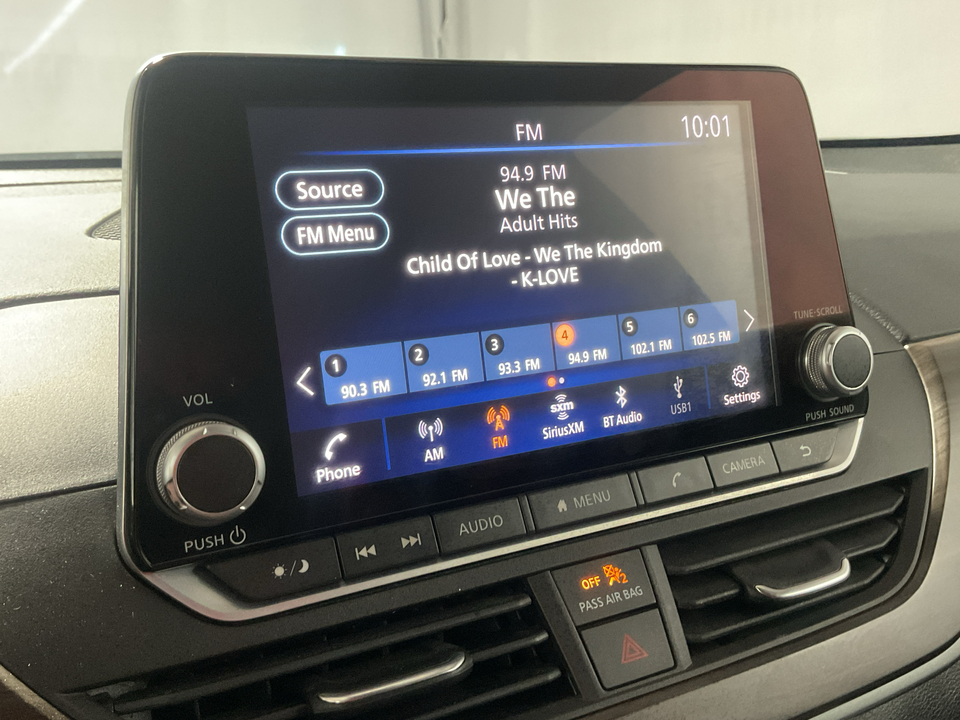 FM
10:01
Source
94.9 FM
We The
Adult Hits
FM Menu
Child Of Love - We The Kingdom
- K-LOVE
1
90.3 FM
2
92.1 FM
3
93.3 FM
4
94.9 FM
5
102.1 FM
6
102.5 FM
Phone
AM
FM
sxm
SiriusXM
BT Audio
USB1
Settings
VOL
PUSH
TUNE·SCROLL
PUSH SOUND
AUDIO
MENU
CAMERA
OFF 2
PASS AIR BAG